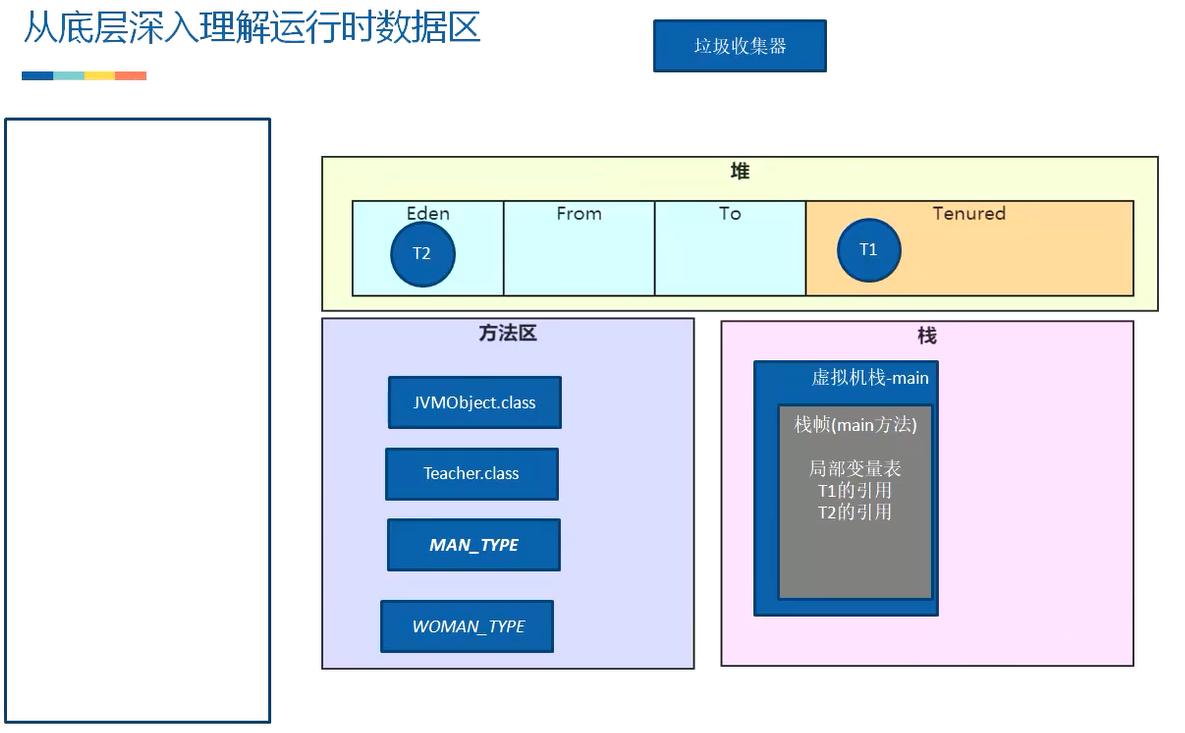 从底层深入理解运行时数据区
垃圾收集器
堆
Eden
From
To
Tenured
T2
T1
方法区
JVMObject.class
Teacher.class
MAN_TYPE
WOMAN_TYPE
栈
虚拟机栈-main
栈帧(main方法)
局部变量表
T1的引用
T2的引用